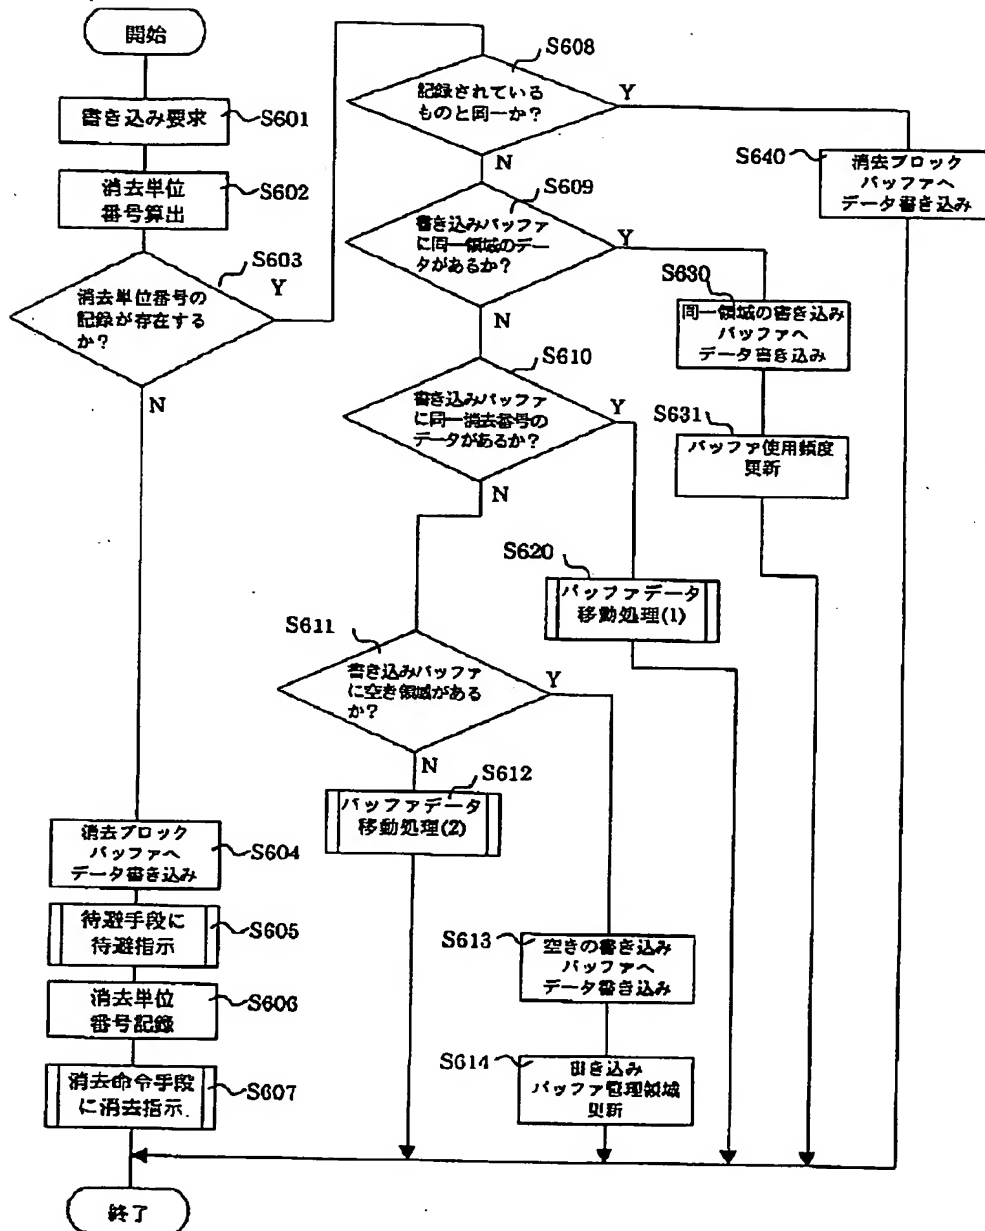 開始
書き込み要求
S601
消去単位
番号算出
S602
消去単位番号の
記録が存在する
か?
S603
Y
N
消去ブロック
バッファへ
データ書き込み
S604
待避手段に
待避指示
S605
消去単位
番号記録
S606
消去命令手段
に消去指示
S607
終了
記録されている
ものと同一か?
S608
Y
N
書き込みバッファ
に同一領域のデー
タがあるか?
S609
Y
N
書き込みバッファ
に同一消去番号の
データがあるか?
S610
Y
N
書き込みバッファ
に空き領域がある
か?
S611
Y
N
バッファデータ
移動処理(2)
S612
S613
空きの書き込み
バッファへ
データ書き込み
S614
書き込み
バッファ管理領域
更新
S620
バッファデータ
移動処理(1)
S630
同一領域の書き込み
バッファへ
データ書き込み
S631
バッファ使用頻度
更新
S640
消去ブロック
バッファへ
データ書き込み